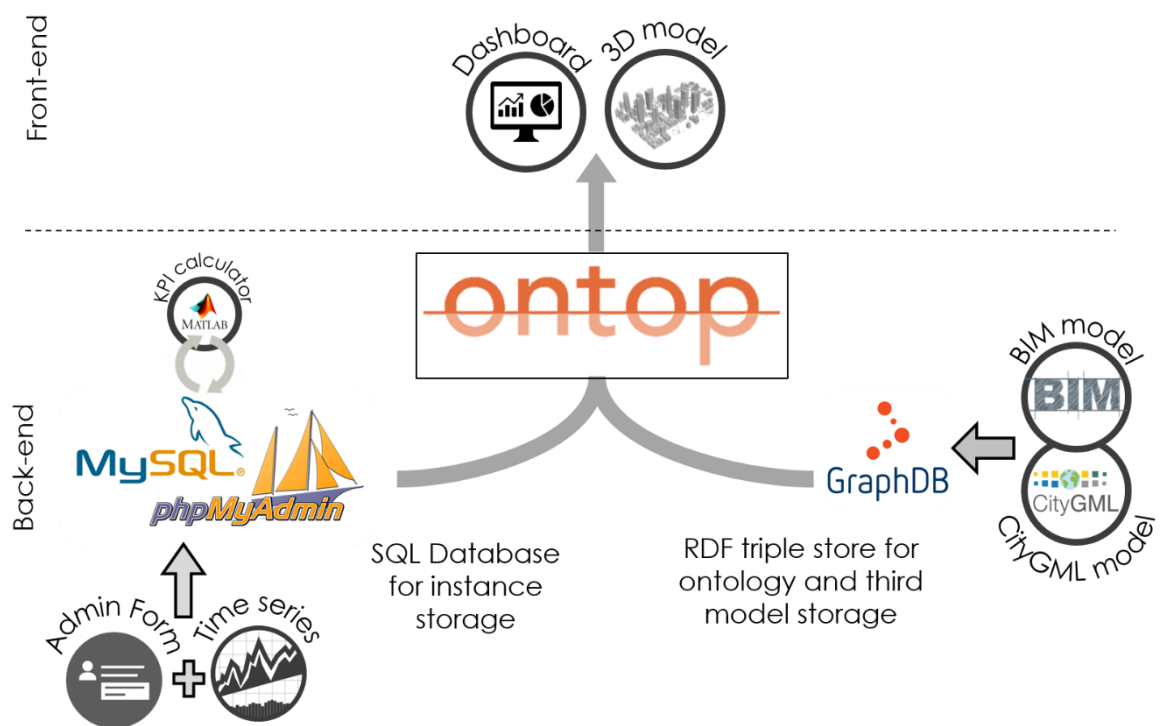 Front-end
Dashboard
3D model
KPI calculator
MATLAB
ontop
Back-end
MySQL®
phpMyAdmin
GraphDB
BIM model
BIM
CityGML
CityGML model
SQL Database
for instance
storage
RDF triple store for
ontology and third
model storage
Admin Form
Time series